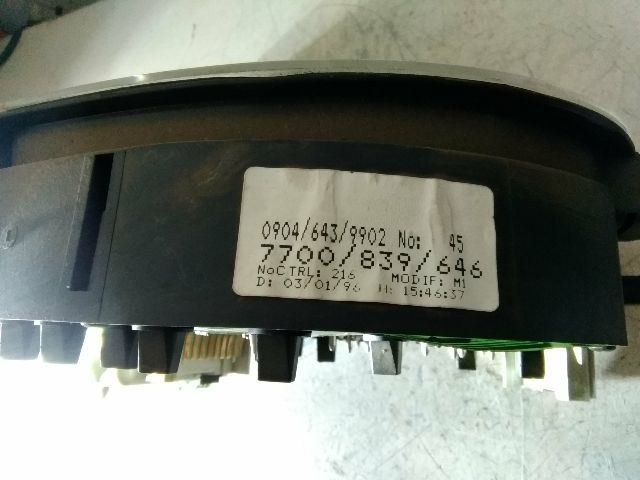 0904/643/9902 No: 45
7700/839/646
NoCTRL: 216 MODIF: M1
D: 03/01/96 H: 15:46:37